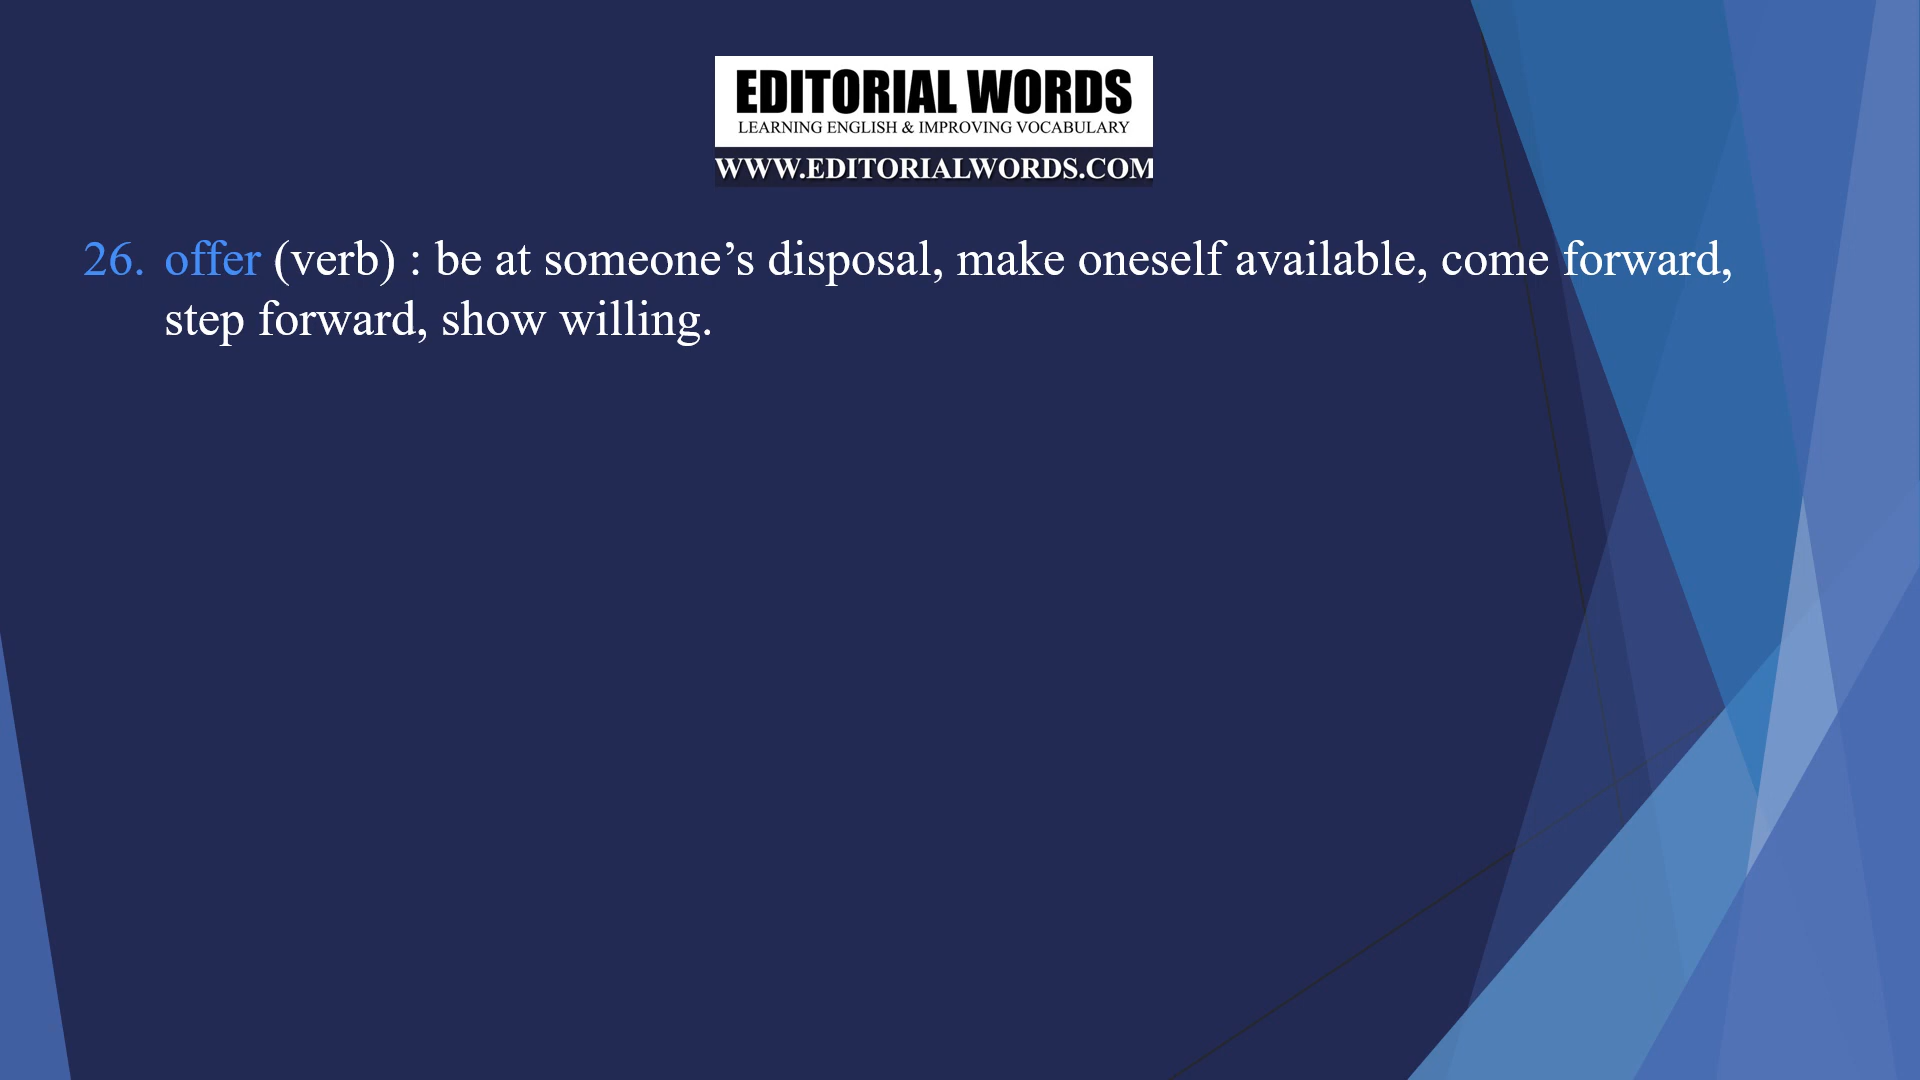 EDITORIAL WORDS
LEARNING ENGLISH & IMPROVING VOCABULARY
WWW.EDITORIALWORDS.COM
26. offer (verb) : be at someone’s disposal, make oneself available, come forward,
step forward, show willing.